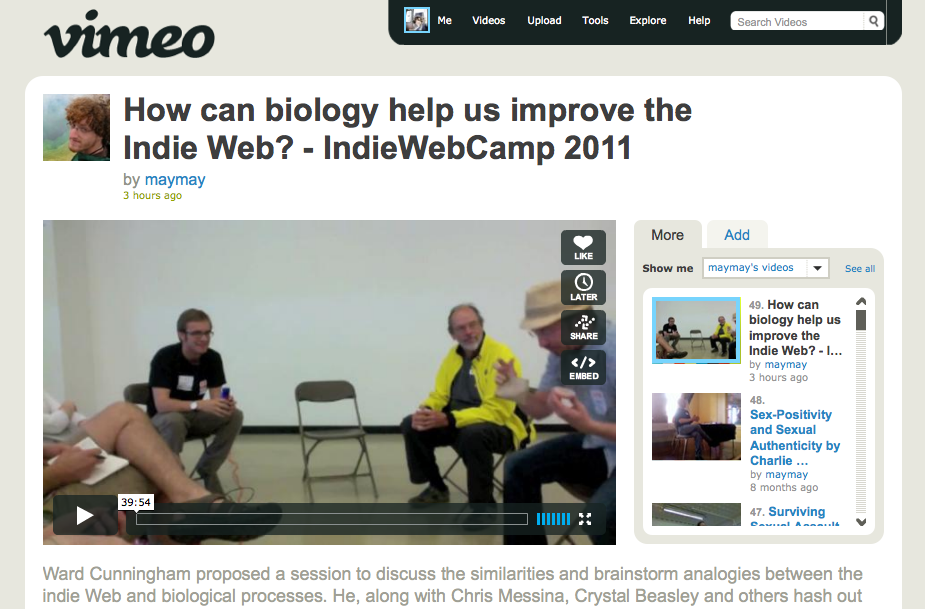 vimeo
Me Videos Upload Tools Explore Help Search Videos
How can biology help us improve the
Indie Web? - IndieWebCamp 2011
by maymay
3 hours ago
LIKE
LATER
SHARE
EMBED
39:54
More Add
Show me maymay's videos See all
49. How can
biology help us
improve the
Indie Web? - I...
by maymay
3 hours ago
48.
Sex-Positivity
and Sexual
Authenticity by
Charlie ...
by maymay
8 months ago
47. Surviving
Sexual Assault
Ward Cunningham proposed a session to discuss the similarities and brainstorm analogies between the
indie Web and biological processes. He, along with Chris Messina, Crystal Beasley and others hash out